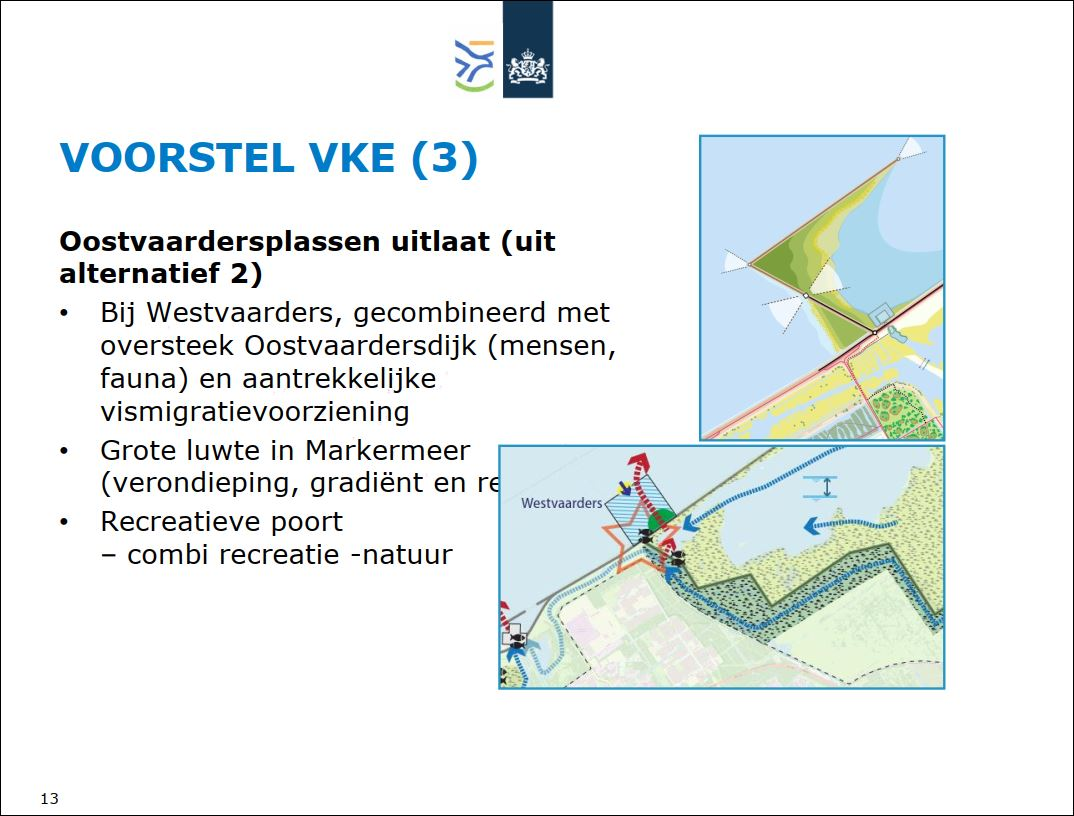 VOORSTEL VKE (3)
Oostvaardersplassen uitlaat (uit
alternatief 2)
• Bij Westvaarders, gecombineerd met
oversteek Oostvaardersdijk (mensen,
fauna) en aantrekkelijke
vismigratievoorziening
• Grote luwte in Markermeer
(verondieping, gradiënt en re
• Recreatieve poort
– combi recreatie -natuur
Westvaarders
13